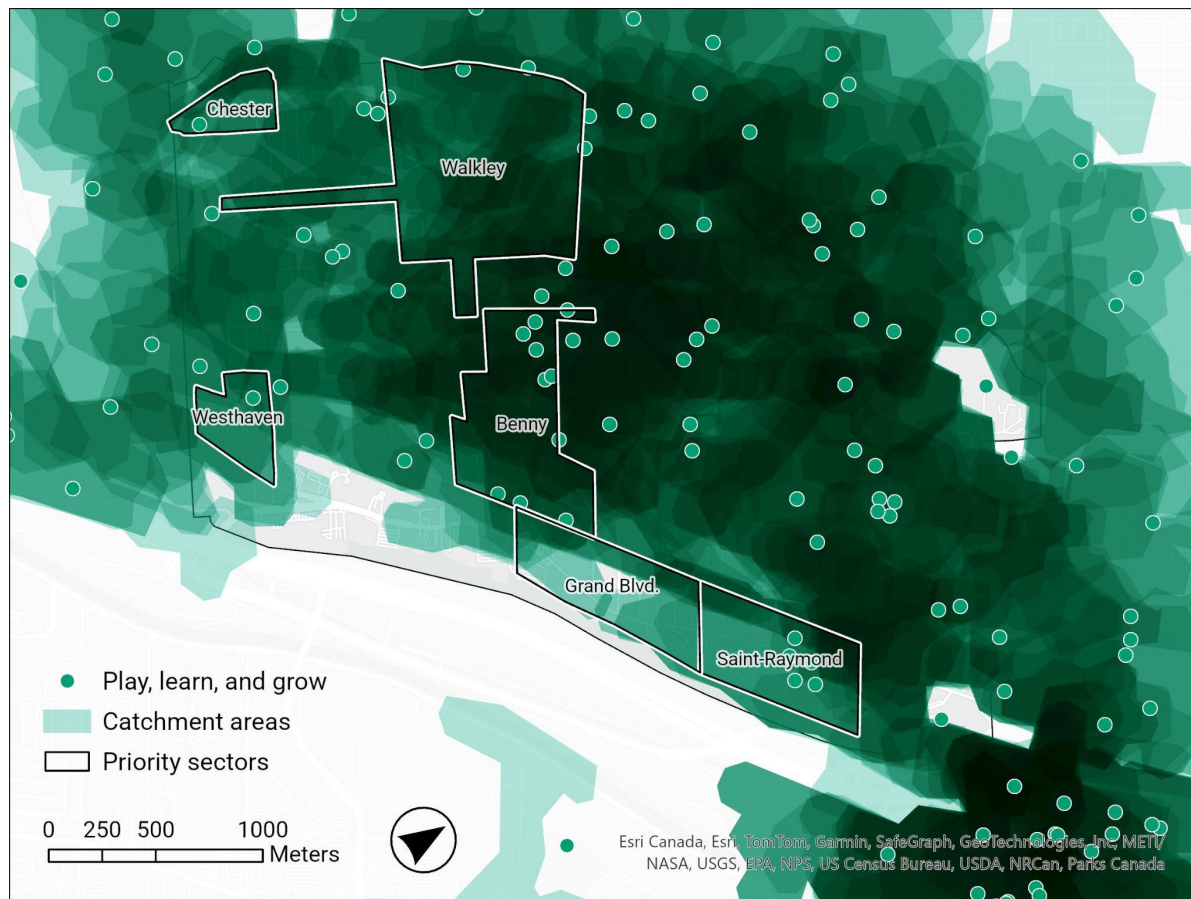 Chester
Walkley
Westhaven
Benny
Grand Blvd.
Saint-Raymond
Play, learn, and grow
Catchment areas
Priority sectors
0 250 500 1000
Meters
Esri Canada, Esri, TomTom, Garmin, SafeGraph, GeoTechnologies, Inc, METI/
NASA, USGS, EPA, NPS, US Census Bureau, USDA, NRCan, Parks Canada